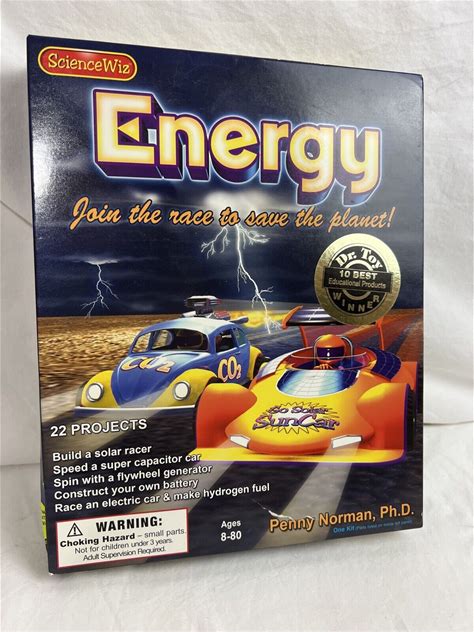 ScienceWiz
Energy
Join the race to save the planet!
Dr. Toy
10 BEST
Educational Products
WINNER
CO2
CO2
Go Solar
SunCar
22 PROJECTS
Build a solar racer
Speed a super capacitor car
Spin with a flywheel generator
Construct your own battery
Race an electric car & make hydrogen fuel
WARNING:
Choking Hazard – small parts.
Not for children under 3 years.
Adult Supervision Required.
Ages
8-80
Penny Norman, Ph.D.